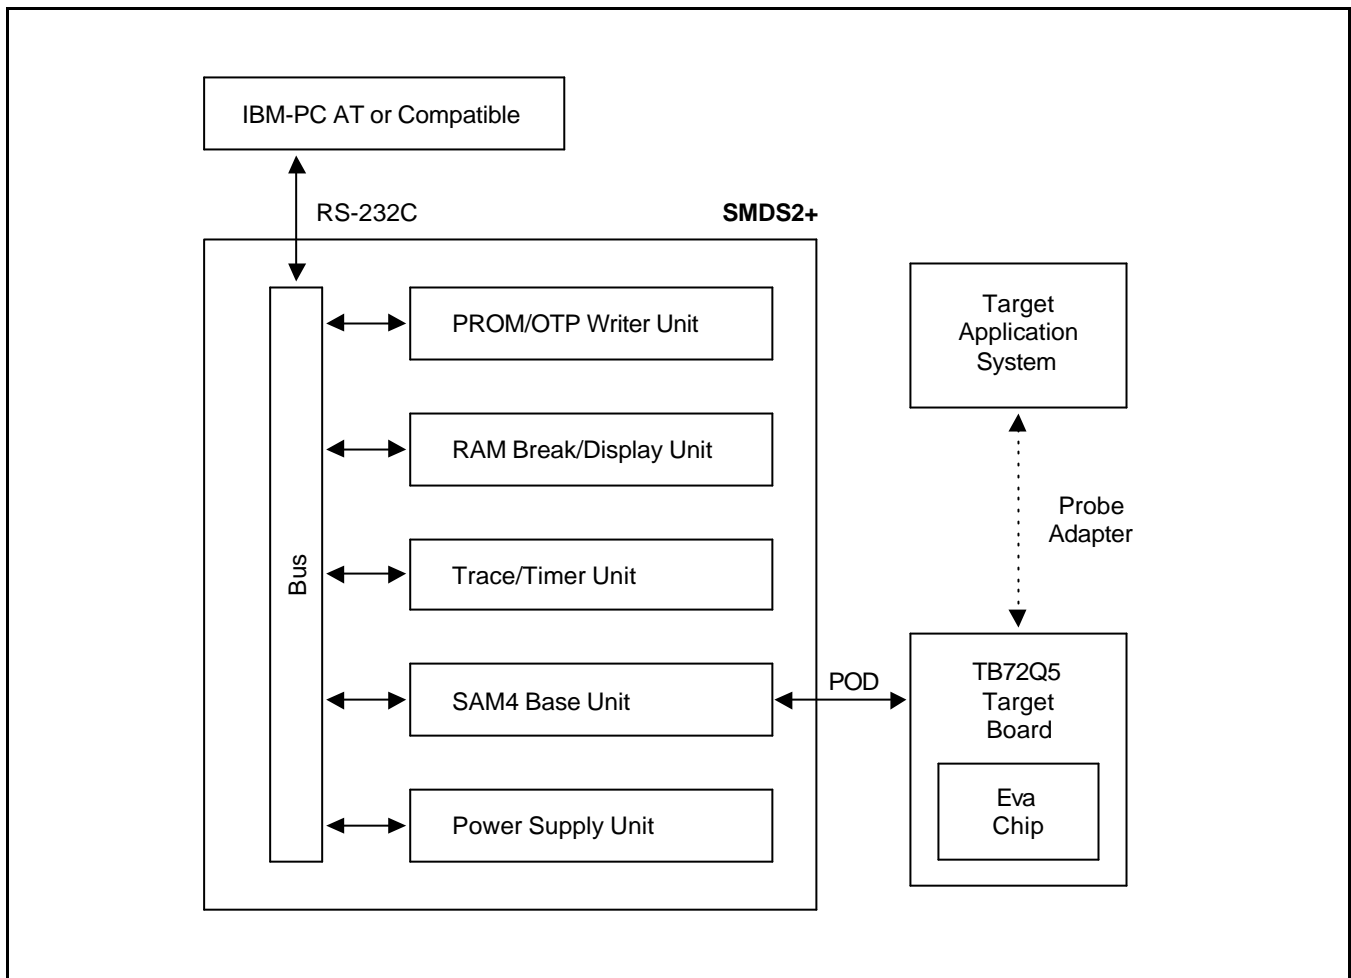 IBM-PC AT or Compatible
RS-232C
SMDS2+
PROM/OTP Writer Unit
RAM Break/Display Unit
Trace/Timer Unit
SAM4 Base Unit
Power Supply Unit
Bus
POD
Target
Application
System
Probe
Adapter
TB72Q5
Target
Board
Eva
Chip